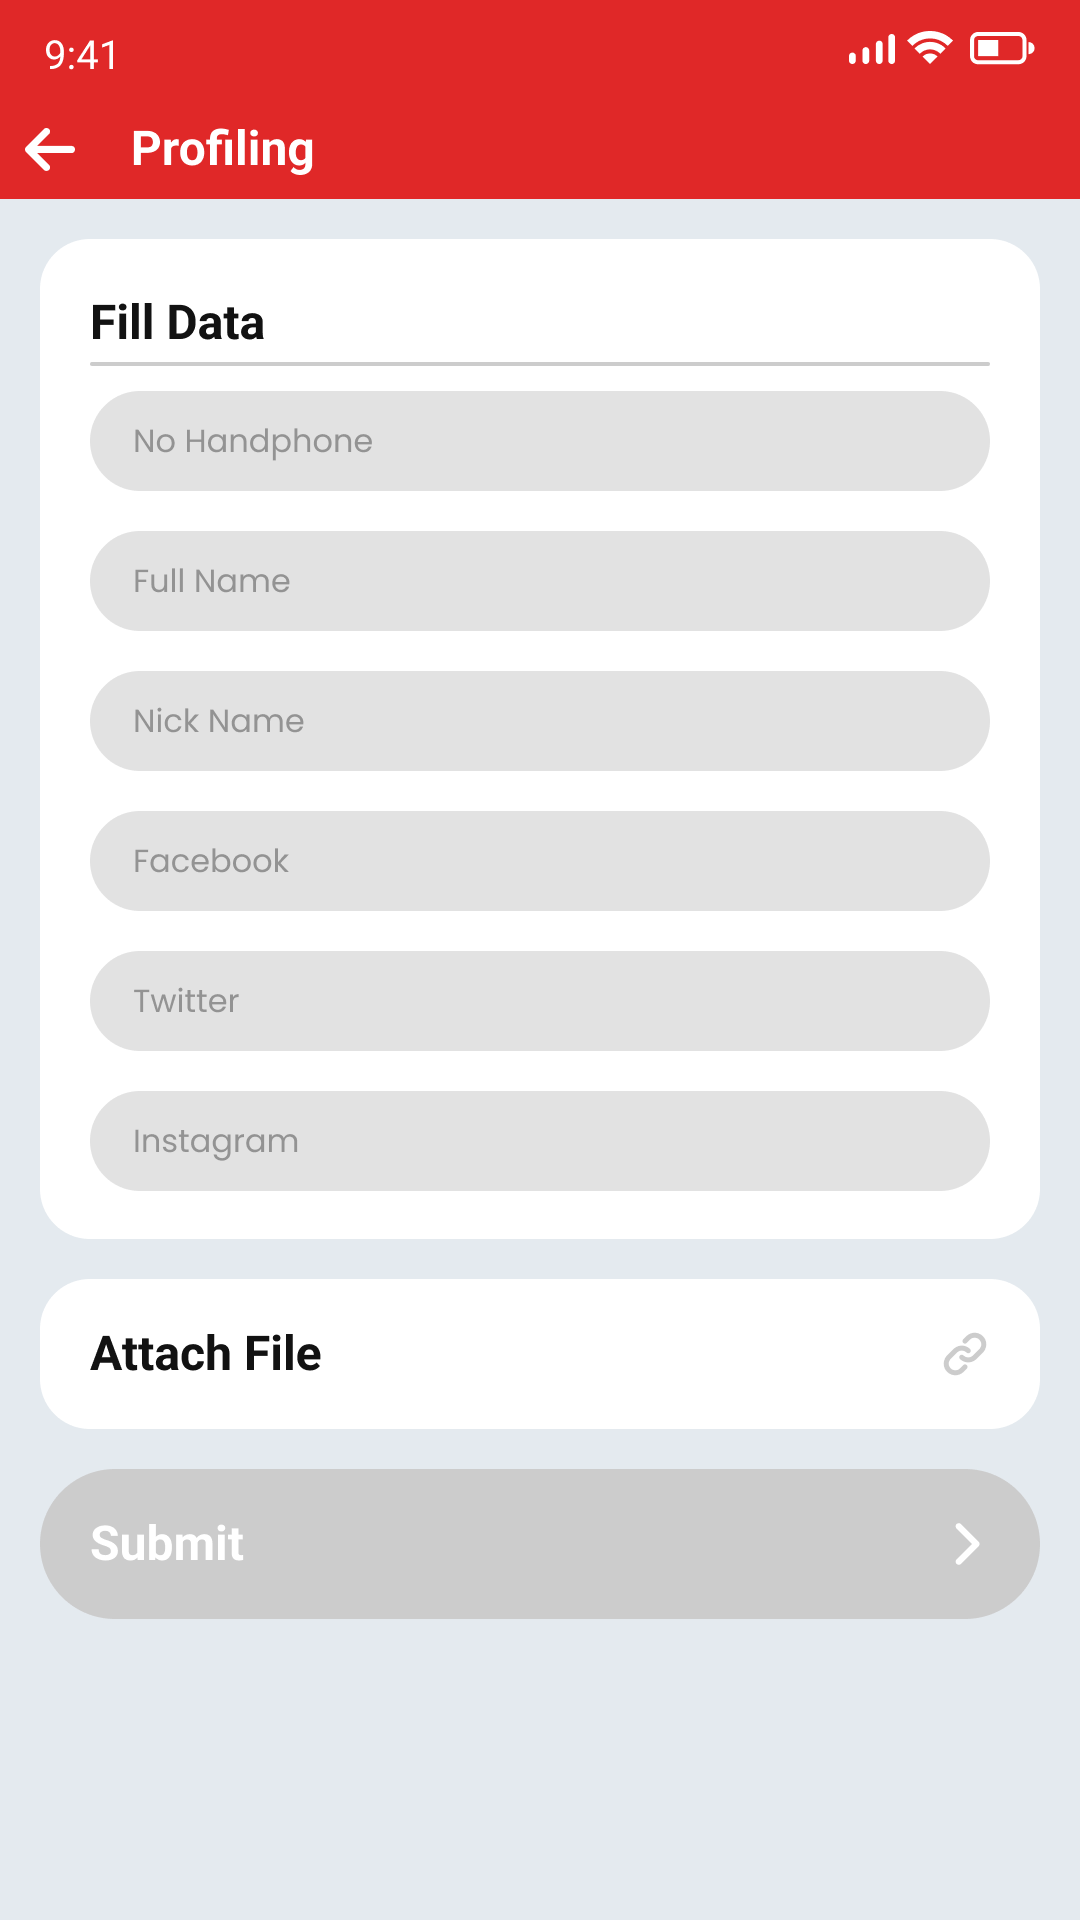 9:41
Profiling
Fill Data
No Handphone
Full Name
Nick Name
Facebook
Twitter
Instagram
Attach File
Submit